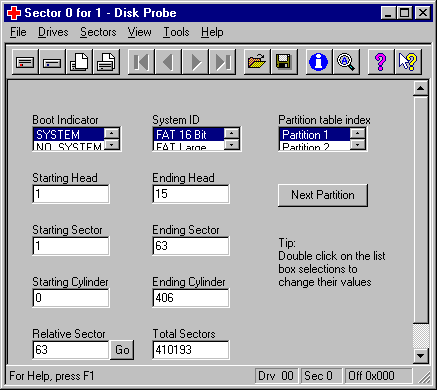 Sector 0 for 1 - Disk Probe
File Drives Sectors View Tools Help
Boot Indicator System ID Partition table index
SYSTEM FAT 16 Bit Partition 1
NO SYSTEM FAT Large Partition 2
Starting Head Ending Head
1 15 Next Partition
Starting Sector Ending Sector
1 63
Tip:
Double click on the list
box selections to
change their values
Starting Cylinder Ending Cylinder
0 406
Relative Sector Total Sectors
63 Go 410193
For Help, press F1 Drv 00 Sec 0 Off 0x000